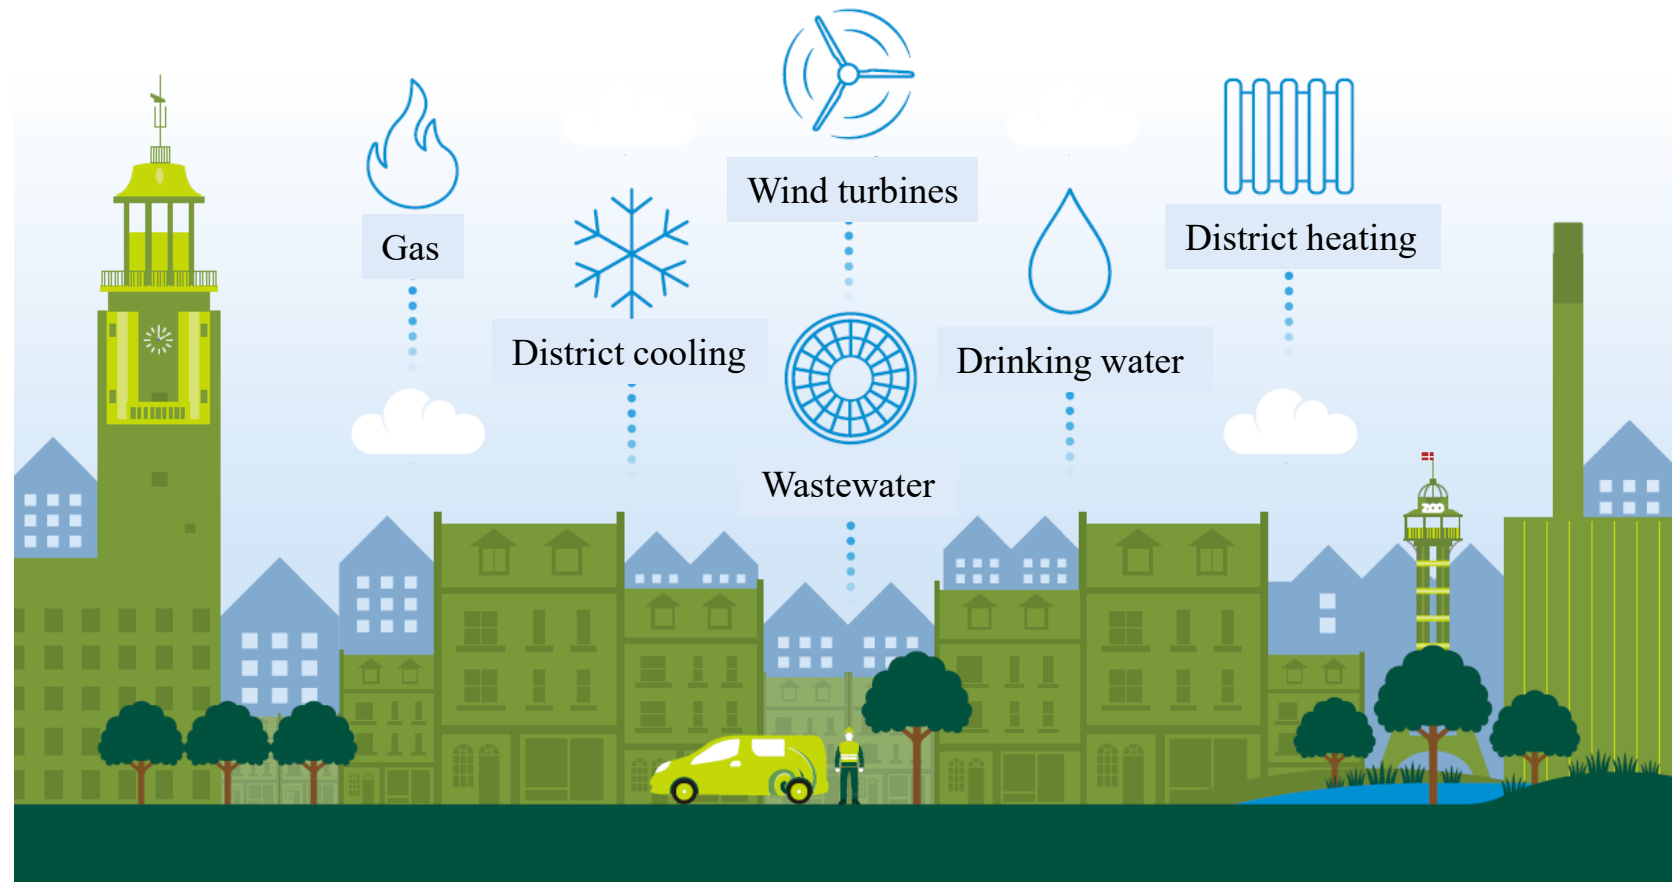 Wind turbines
Gas
District heating
District cooling
Drinking water
Wastewater
ZOO